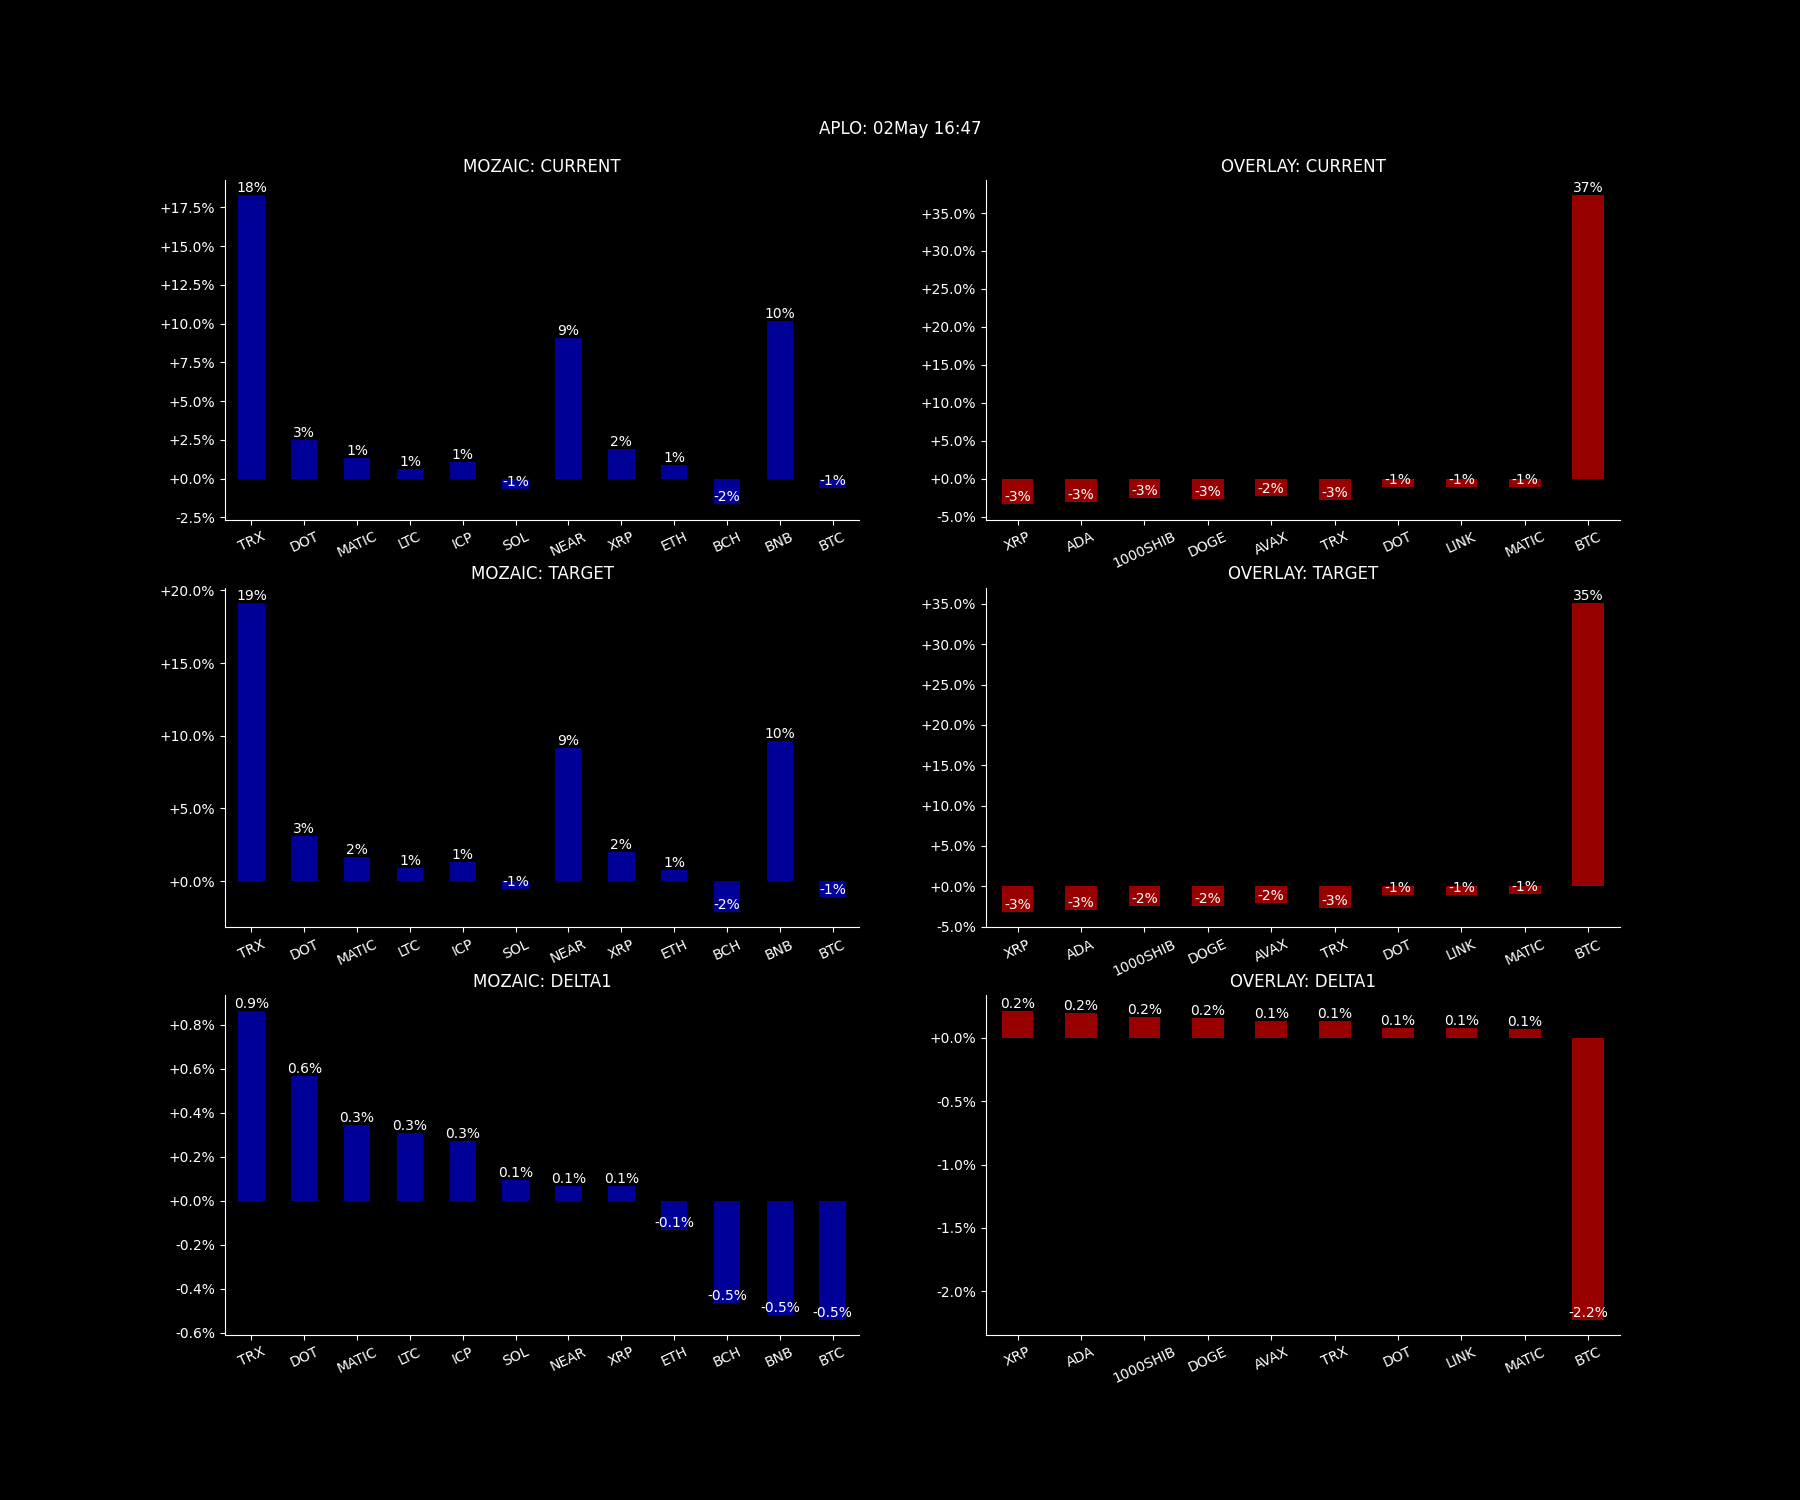 APLO: 02May 16:47
MOZAIC: CURRENT
18% 3% 1% 1% 1% -1% 9% 2% 1% -2% 10% -1%
+17.5%
+15.0%
+12.5%
+10.0%
+7.5%
+5.0%
+2.5%
+0.0%
-2.5%
TRX DOT MATIC LTC ICP SOL NEAR XRP ETH BCH BNB BTC
OVERLAY: CURRENT
-3% -3% -3% -3% -2% -3% -1% -1% -1% 37%
+35.0%
+30.0%
+25.0%
+20.0%
+15.0%
+10.0%
+5.0%
+0.0%
-5.0%
XRP ADA 1000SHIB DOGE AVAX TRX DOT LINK MATIC BTC
MOZAIC: TARGET
19% 3% 2% 1% 1% -1% 9% 2% 1% -2% 10% -1%
+20.0%
+15.0%
+10.0%
+5.0%
+0.0%
TRX DOT MATIC LTC ICP SOL NEAR XRP ETH BCH BNB BTC
OVERLAY: TARGET
-3% -3% -2% -2% -2% -3% -1% -1% -1% 35%
+35.0%
+30.0%
+25.0%
+20.0%
+15.0%
+10.0%
+5.0%
+0.0%
-5.0%
XRP ADA 1000SHIB DOGE AVAX TRX DOT LINK MATIC BTC
MOZAIC: DELTA1
0.9% 0.6% 0.3% 0.3% 0.3% 0.1% 0.1% 0.1% -0.1% -0.5% -0.5% -0.5%
+0.8%
+0.6%
+0.4%
+0.2%
+0.0%
-0.2%
-0.4%
-0.6%
TRX DOT MATIC LTC ICP SOL NEAR XRP ETH BCH BNB BTC
OVERLAY: DELTA1
0.2% 0.2% 0.2% 0.2% 0.1% 0.1% 0.1% 0.1% 0.1% -2.2%
+0.0%
-0.5%
-1.0%
-1.5%
-2.0%
XRP ADA 1000SHIB DOGE AVAX TRX DOT LINK MATIC BTC